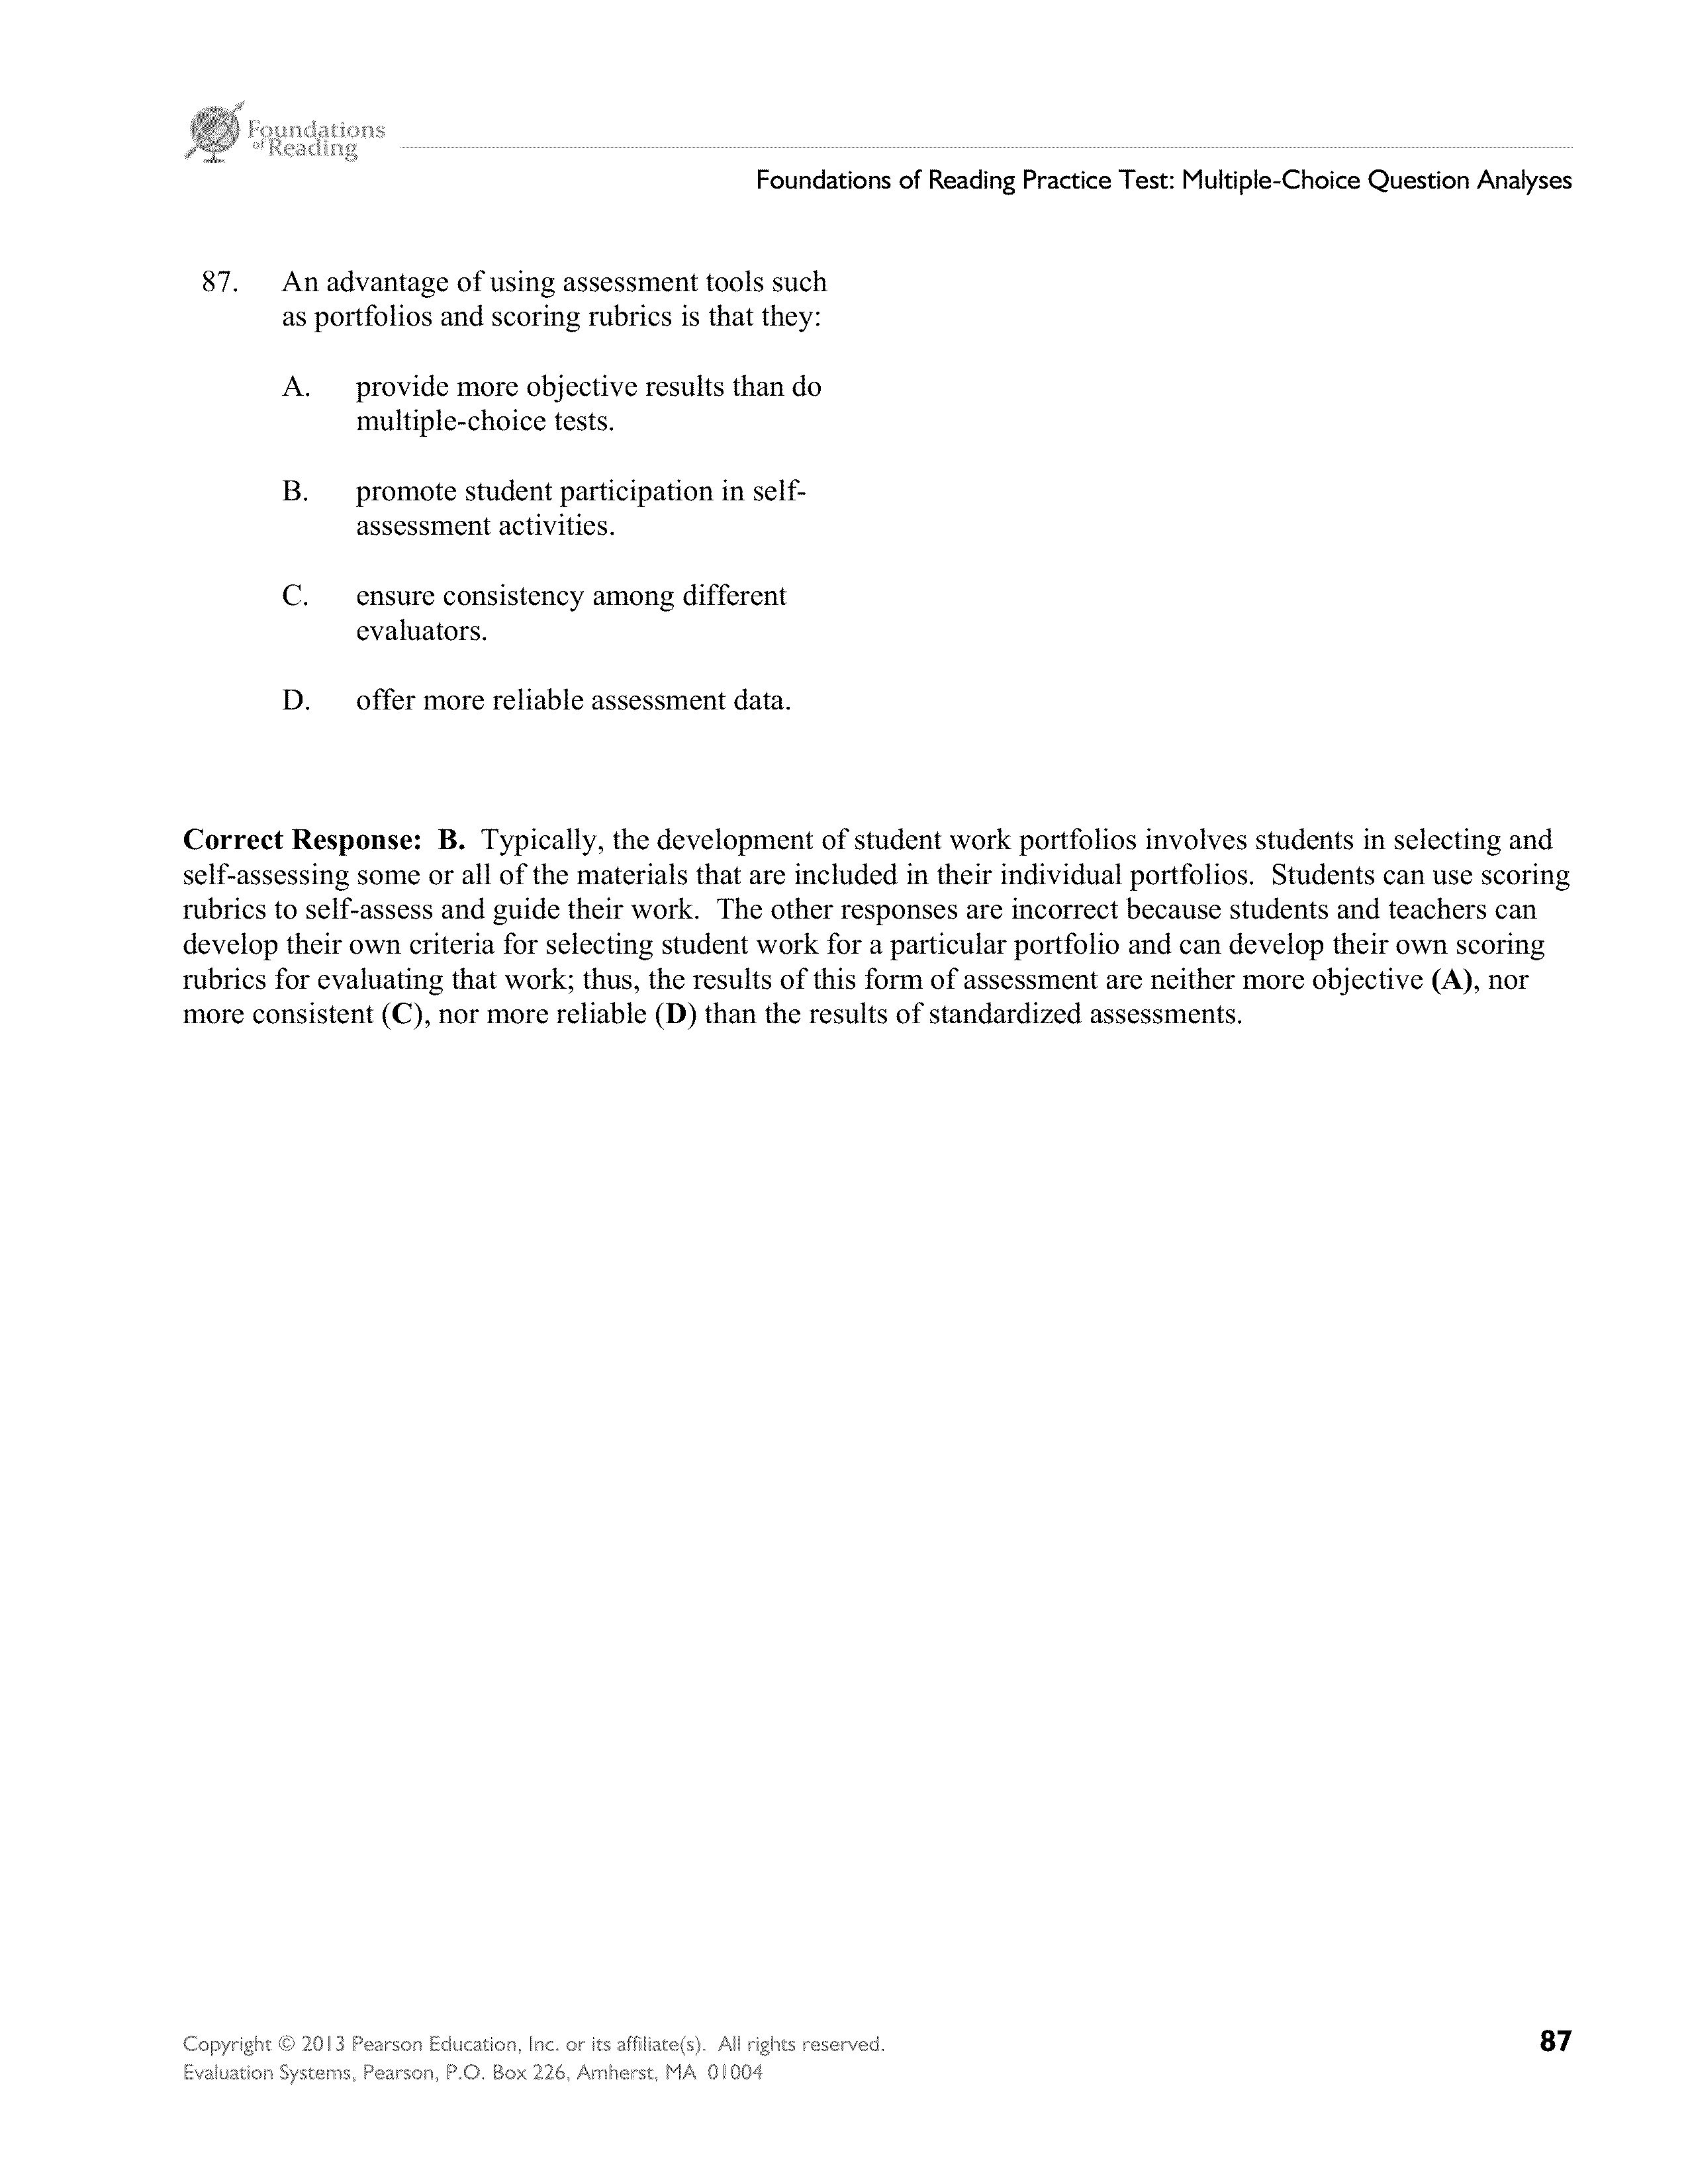 Foundations
of Reading
Foundations of Reading Practice Test: Multiple-Choice Question Analyses
87. An advantage of using assessment tools such
as portfolios and scoring rubrics is that they:
A. provide more objective results than do
multiple-choice tests.
B. promote student participation in self-
assessment activities.
C. ensure consistency among different
evaluators.
D. offer more reliable assessment data.
Correct Response: B. Typically, the development of student work portfolios involves students in selecting and
self-assessing some or all of the materials that are included in their individual portfolios. Students can use scoring
rubrics to self-assess and guide their work. The other responses are incorrect because students and teachers can
develop their own criteria for selecting student work for a particular portfolio and can develop their own scoring
rubrics for evaluating that work; thus, the results of this form of assessment are neither more objective (A), nor
more consistent (C), nor more reliable (D) than the results of standardized assessments.
Copyright © 2013 Pearson Education, Inc. or its affiliate(s). All rights reserved.
Evaluation Systems, Pearson, P.O. Box 226, Amherst, MA 01004
87